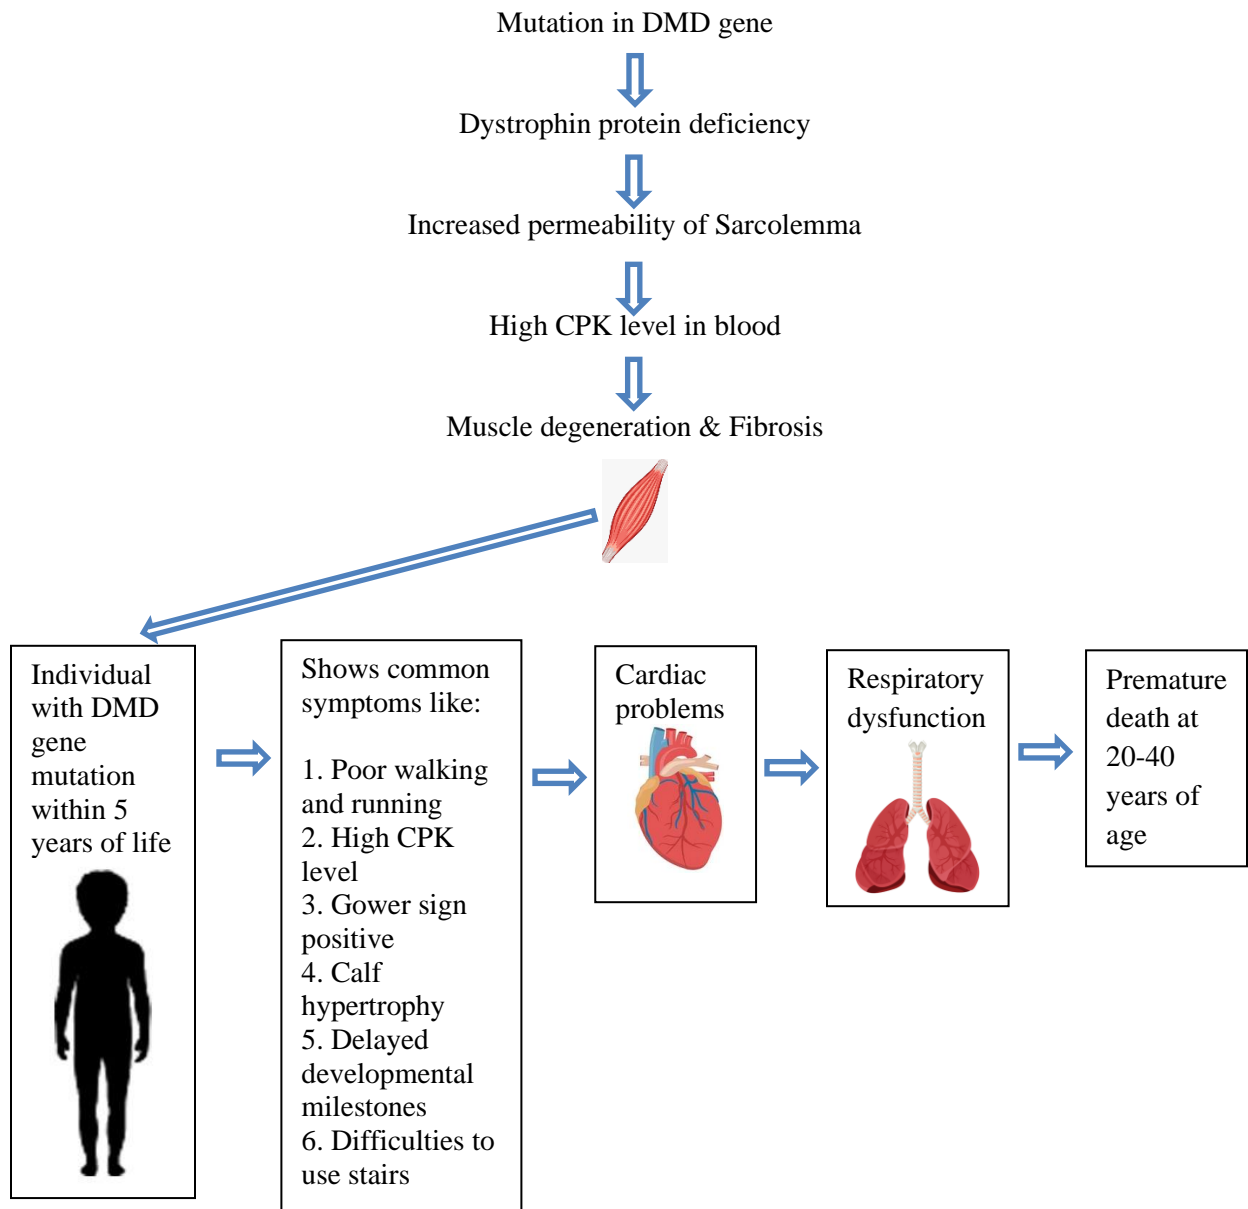 Mutation in DMD gene
Dystrophin protein deficiency
Increased permeability of Sarcolemma
High CPK level in blood
Muscle degeneration & Fibrosis
Individual
with DMD
gene
mutation
within 5
years of life
Shows common
symptoms like:
1. Poor walking
and running
2. High CPK
level
3. Gower sign
positive
4. Calf
hypertrophy
5. Delayed
developmental
milestones
6. Difficulties to
use stairs
Cardiac
problems
Respiratory
dysfunction
Premature
death at
20-40
years of
age